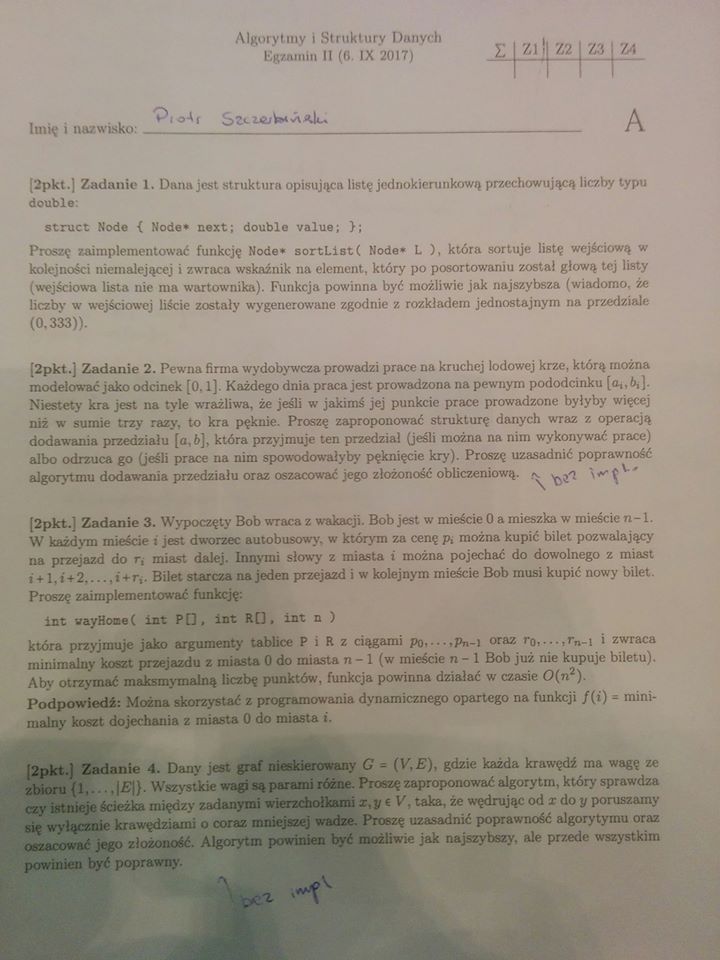 Algorytmy i Struktury Danych
Egzamin II (6. IX 2017)
Σ | Z1 | Z2 | Z3 | Z4
Imię i nazwisko: Piotr Szczerbiński
A
[2pkt.] Zadanie 1. Dana jest struktura opisująca listę jednokierunkową przechowującą liczby typu
double:
struct Node { Node* next; double value; };
Proszę zaimplementować funkcję Node* sortList( Node* L ), która sortuje listę wejściową w
kolejności niemalejącej i zwraca wskaźnik na element, który po posortowaniu został głową tej listy
(wejściowa lista nie ma wartownika). Funkcja powinna być możliwie jak najszybsza (wiadomo, że
liczby w wejściowej liście zostały wygenerowane zgodnie z rozkładem jednostajnym na przedziale
(0, 333)).
[2pkt.] Zadanie 2. Pewna firma wydobywcza prowadzi prace na kruchej lodowej krze, którą można
modelować jako odcinek [0, 1]. Każdego dnia praca jest prowadzona na pewnym pododcinku [aᵢ, bᵢ].
Niestety kra jest na tyle wrażliwa, że jeśli w jakimś jej punkcie prace prowadzone byłyby więcej
niż w sumie trzy razy, to kra pęknie. Proszę zaproponować strukturę danych wraz z operacją
dodawania przedziału [a, b], która przyjmuje ten przedział (jeśli można na nim wykonywać prace)
albo odrzuca go (jeśli prace na nim spowodowałyby pęknięcie kry). Proszę uzasadnić poprawność
algorytmu dodawania przedziału oraz oszacować jego złożoność obliczeniową.
↑ bez impl.
[2pkt.] Zadanie 3. Wypoczęty Bob wraca z wakacji. Bob jest w mieście 0 a mieszka w mieście n−1.
W każdym mieście i jest dworzec autobusowy, w którym za cenę pᵢ można kupić bilet pozwalający
na przejazd do rᵢ miast dalej. Innymi słowy z miasta i można pojechać do dowolnego z miast
i+1, i+2, ..., i+rᵢ. Bilet starcza na jeden przejazd i w kolejnym mieście Bob musi kupić nowy bilet.
Proszę zaimplementować funkcję:
int wayHome( int P[], int R[], int n )
która przyjmuje jako argumenty tablice P i R z ciągami p₀, ..., pₙ₋₁ oraz r₀, ..., rₙ₋₁ i zwraca
minimalny koszt przejazdu z miasta 0 do miasta n − 1 (w mieście n − 1 Bob już nie kupuje biletu).
Aby otrzymać maksmymalną liczbę punktów, funkcja powinna działać w czasie O(n²).
Podpowiedź: Można skorzystać z programowania dynamicznego opartego na funkcji f(i) = mini-
malny koszt dojechania z miasta 0 do miasta i.
[2pkt.] Zadanie 4. Dany jest graf nieskierowany G = (V, E), gdzie każda krawędź ma wagę ze
zbioru {1, ..., |E|}. Wszystkie wagi są parami różne. Proszę zaproponować algorytm, który sprawdza
czy istnieje ścieżka między zadanymi wierzchołkami x, y ∈ V, taka, że wędrując od x do y poruszamy
się wyłącznie krawędziami o coraz mniejszej wadze. Proszę uzasadnić poprawność algorytymu oraz
oszacować jego złożoność. Algorytm powinien być możliwie jak najszybszy, ale przede wszystkim
powinien być poprawny.
↑ bez impl